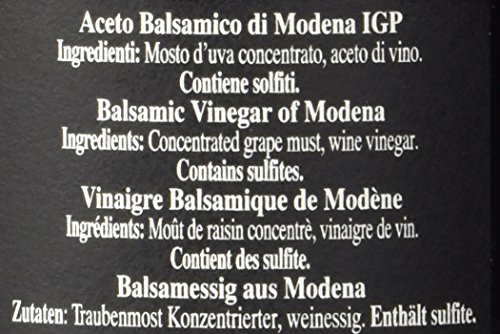 Aceto Balsamico di Modena IGP
Ingredienti: Mosto d'uva concentrato, aceto di vino.
Contiene solfiti.
Balsamic Vinegar of Modena
Ingredients: Concentrated grape must, wine vinegar.
Contains sulfites.
Vinaigre Balsamique de Modène
Ingrédients: Moût de raisin concentrè, vinaigre de vin.
Contient des sulfite.
Balsamessig aus Modena
Zutaten: Traubenmost Konzentrierter, weinessig. Enthält sulfite.